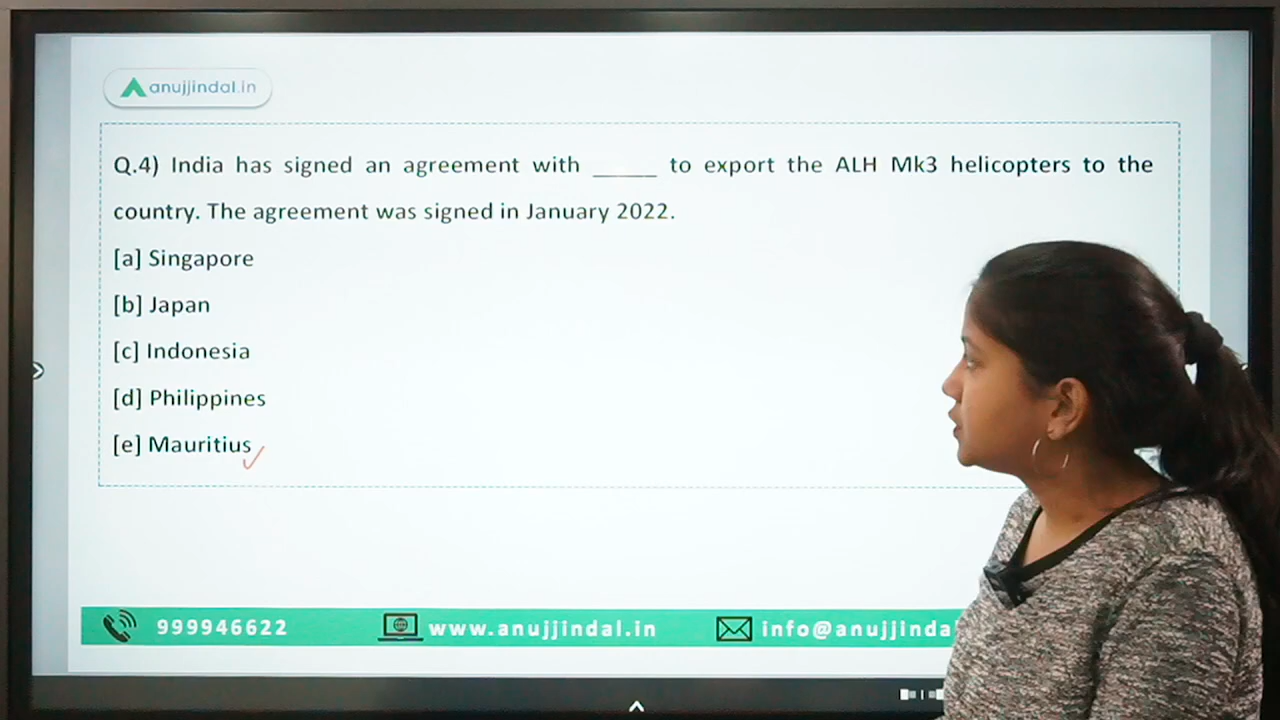 anujjindal.in
Q.4) India has signed an agreement with _____ to export the ALH Mk3 helicopters to the
country. The agreement was signed in January 2022.
[a] Singapore
[b] Japan
[c] Indonesia
[d] Philippines
[e] Mauritius
999946622 www.anujjindal.in info@anujjinda